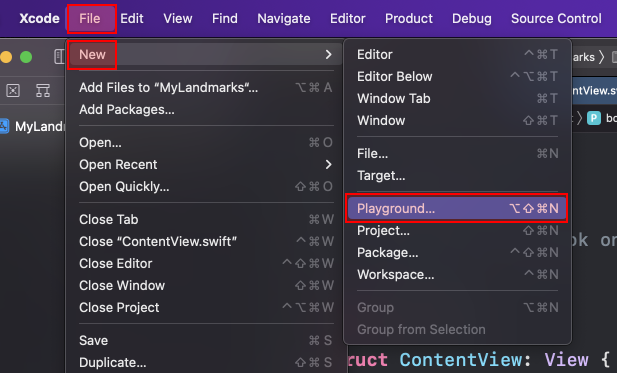 Xcode File Edit View Find Navigate Editor Product Debug Source Control
New
Add Files to “MyLandmarks”... ⌥⌘A
Add Packages...
Open... ⌘O
Open Recent
Open Quickly... ⇧⌘O
Close Tab ⌘W
Close “ContentView.swift” ⌃⌘W
Close Editor ⌃⇧⌘W
Close Window ⇧⌘W
Close Project ⌃⌥⌘W
Save ⌘S
Duplicate... ⇧⌘S
Editor ⌃⌘T
Editor Below ⌃⌥⌘T
Window Tab ⌘T
Window ⇧⌘T
File... ⌘N
Target...
Playground... ⌥⇧⌘N
Project... ⇧⌘N
Package... ⌃⇧⌘N
Workspace... ⌃⌘N
Group ⌥⌘N
Group from Selection
MyLandm
arks
ntView.sw
P bo
ok on
ruct ContentView: View {